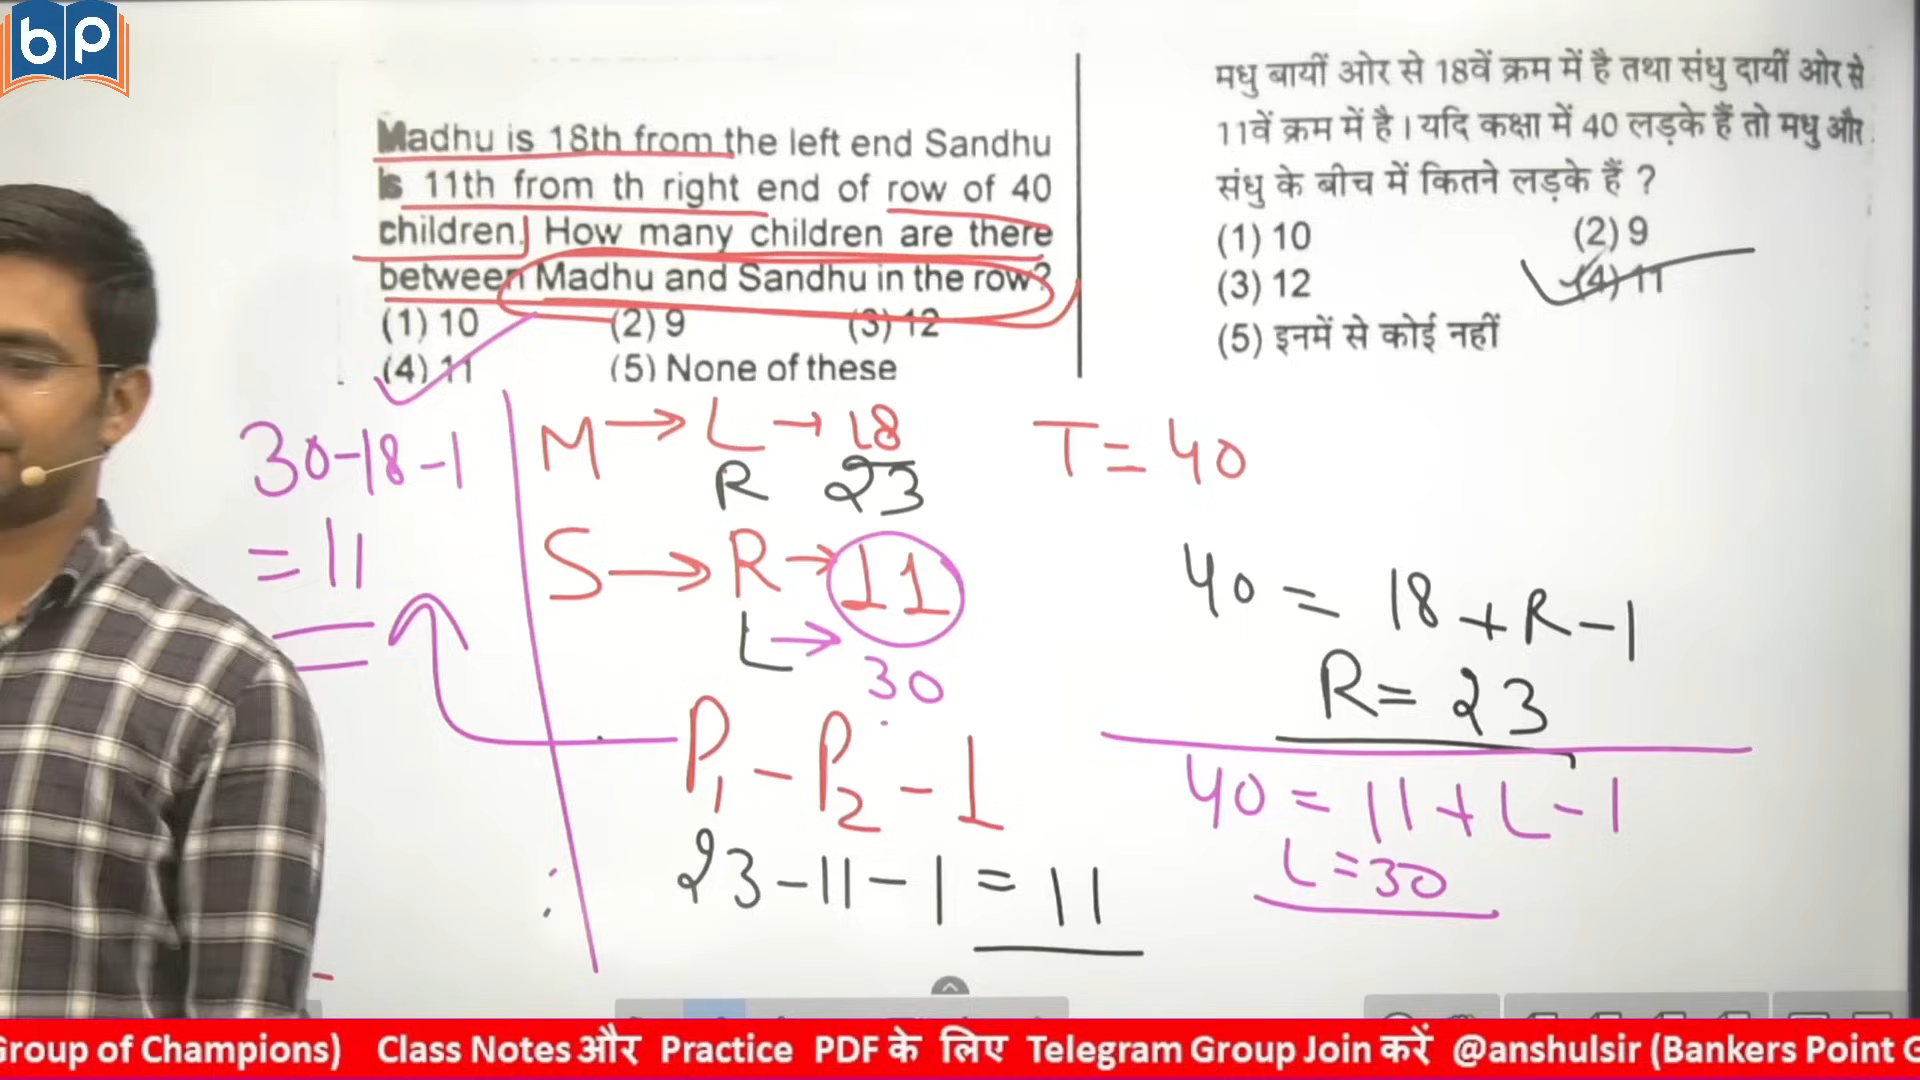 bp
Madhu is 18th from the left end Sandhu
is 11th from th right end of row of 40
children. How many children are there
between Madhu and Sandhu in the row?
(1) 10 (2) 9 (3) 12
(4) 11 (5) None of these
मधु बायीं ओर से 18वें क्रम में है तथा संधु दायीं ओर से
11वें क्रम में है। यदि कक्षा में 40 लड़के हैं तो मधु और
संधु के बीच में कितने लड़के हैं ?
(1) 10 (2) 9
(3) 12 (4) 11
(5) इनमें से कोई नहीं
30-18-1
= 11
M → L → 18
R 23
S → R → 11
L → 30
P1 - P2 - 1
23 - 11 - 1 = 11
T = 40
40 = 18 + R - 1
R = 23
40 = 11 + L - 1
L = 30
Group of Champions) Class Notes और Practice PDF के लिए Telegram Group Join करें @anshulsir (Bankers Point G